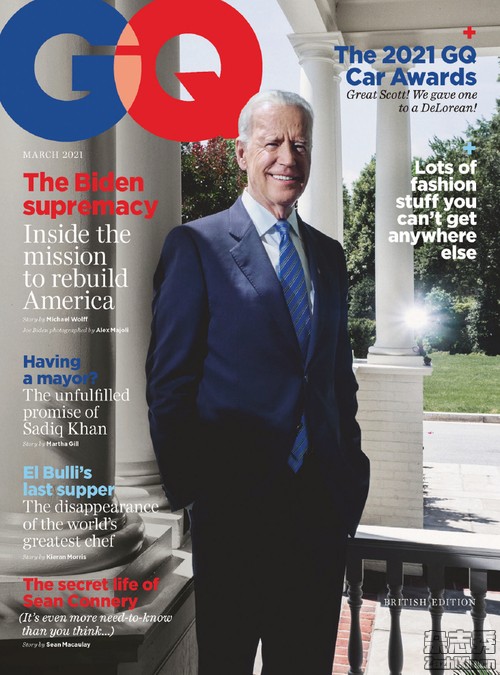 GQ
MARCH 2021
The Biden
supremacy
Inside the
mission
to rebuild
America
Story by Michael Wolff
Joe Biden photographed by Alex Majoli
Having
a mayor?
The unfulfilled
promise of
Sadiq Khan
Story by Martha Gill
El Bulli's
last supper
The disappearance
of the world's
greatest chef
Story by Kieran Morris
The secret life of
Sean Connery
(It's even more need-to-know
than you think...)
Story by Sean Macaulay
+
The 2021 GQ
Car Awards
Great Scott! We gave one
to a DeLorean!
+
Lots of
fashion
stuff you
can't get
anywhere
else
BRITISH EDITION
杂志秀